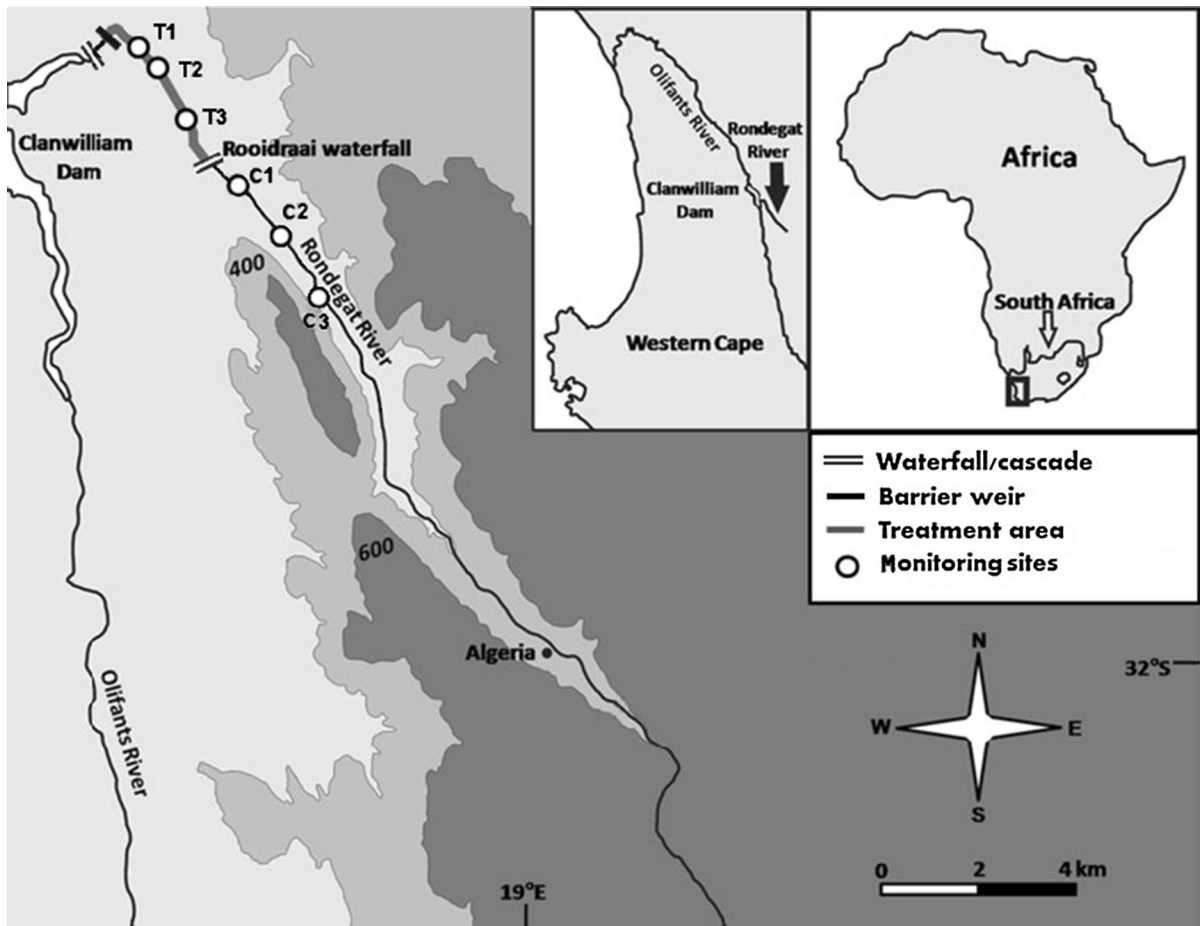 T1
T2
T3
Clanwilliam
Dam
Rooidraai waterfall
C1
C2
C3
Rondegat River
400
600
Algeria
Olifants River
Olifants River
Rondegat
River
Clanwilliam
Dam
Western Cape
Africa
South Africa
Waterfall/cascade
Barrier weir
Treatment area
Monitoring sites
32°S
N
W
E
S
0 2 4 km
19°E